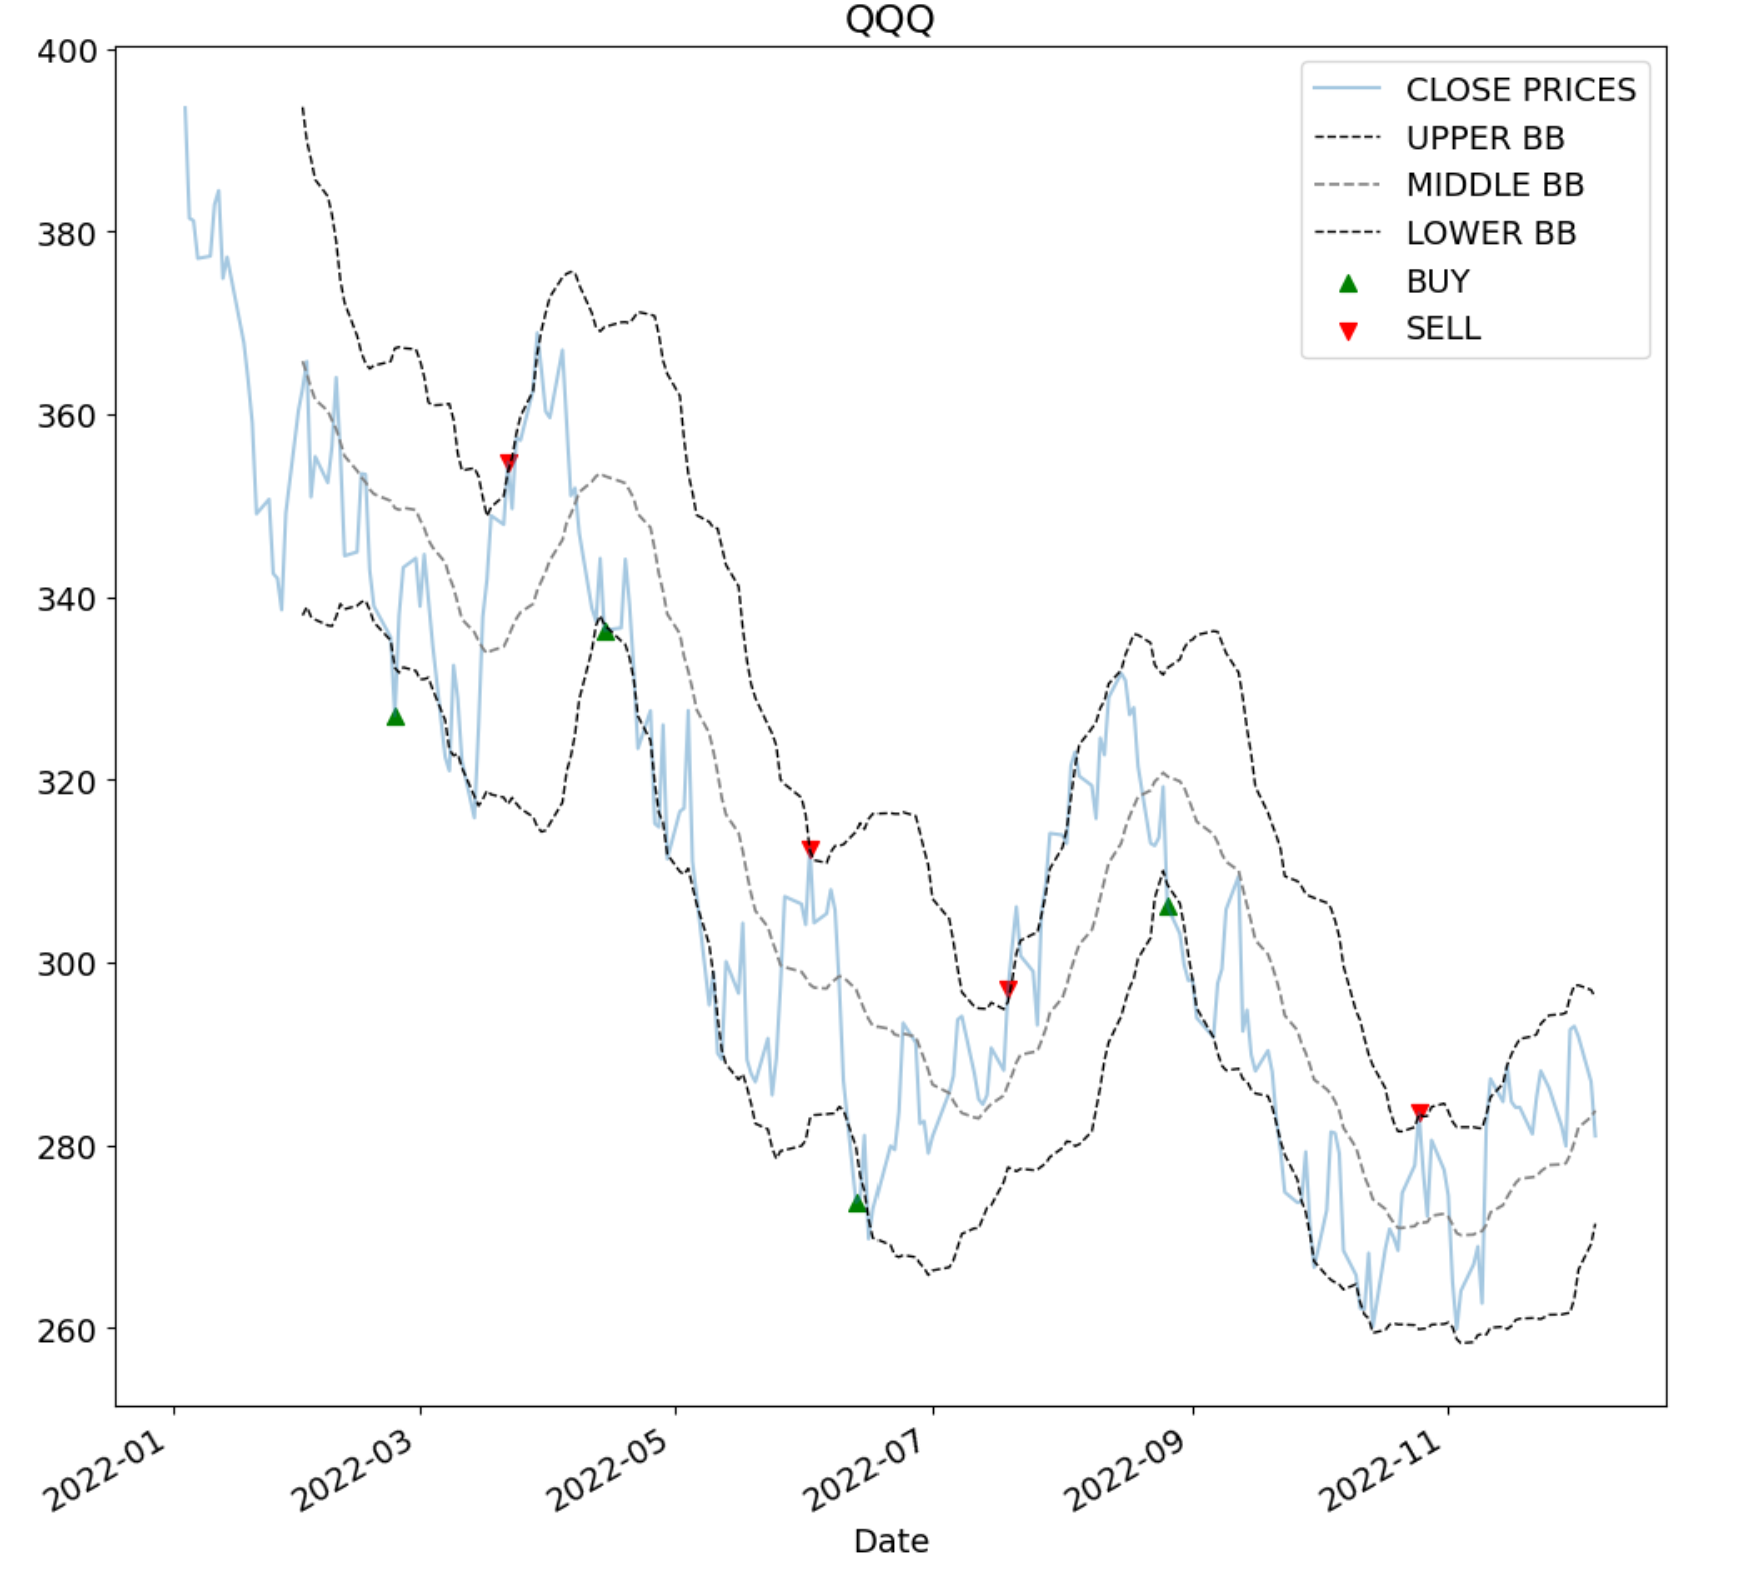 QQQ
400
380
360
340
320
300
280
260
CLOSE PRICES
UPPER BB
MIDDLE BB
LOWER BB
BUY
SELL
2022-01
2022-03
2022-05
2022-07
2022-09
2022-11
Date